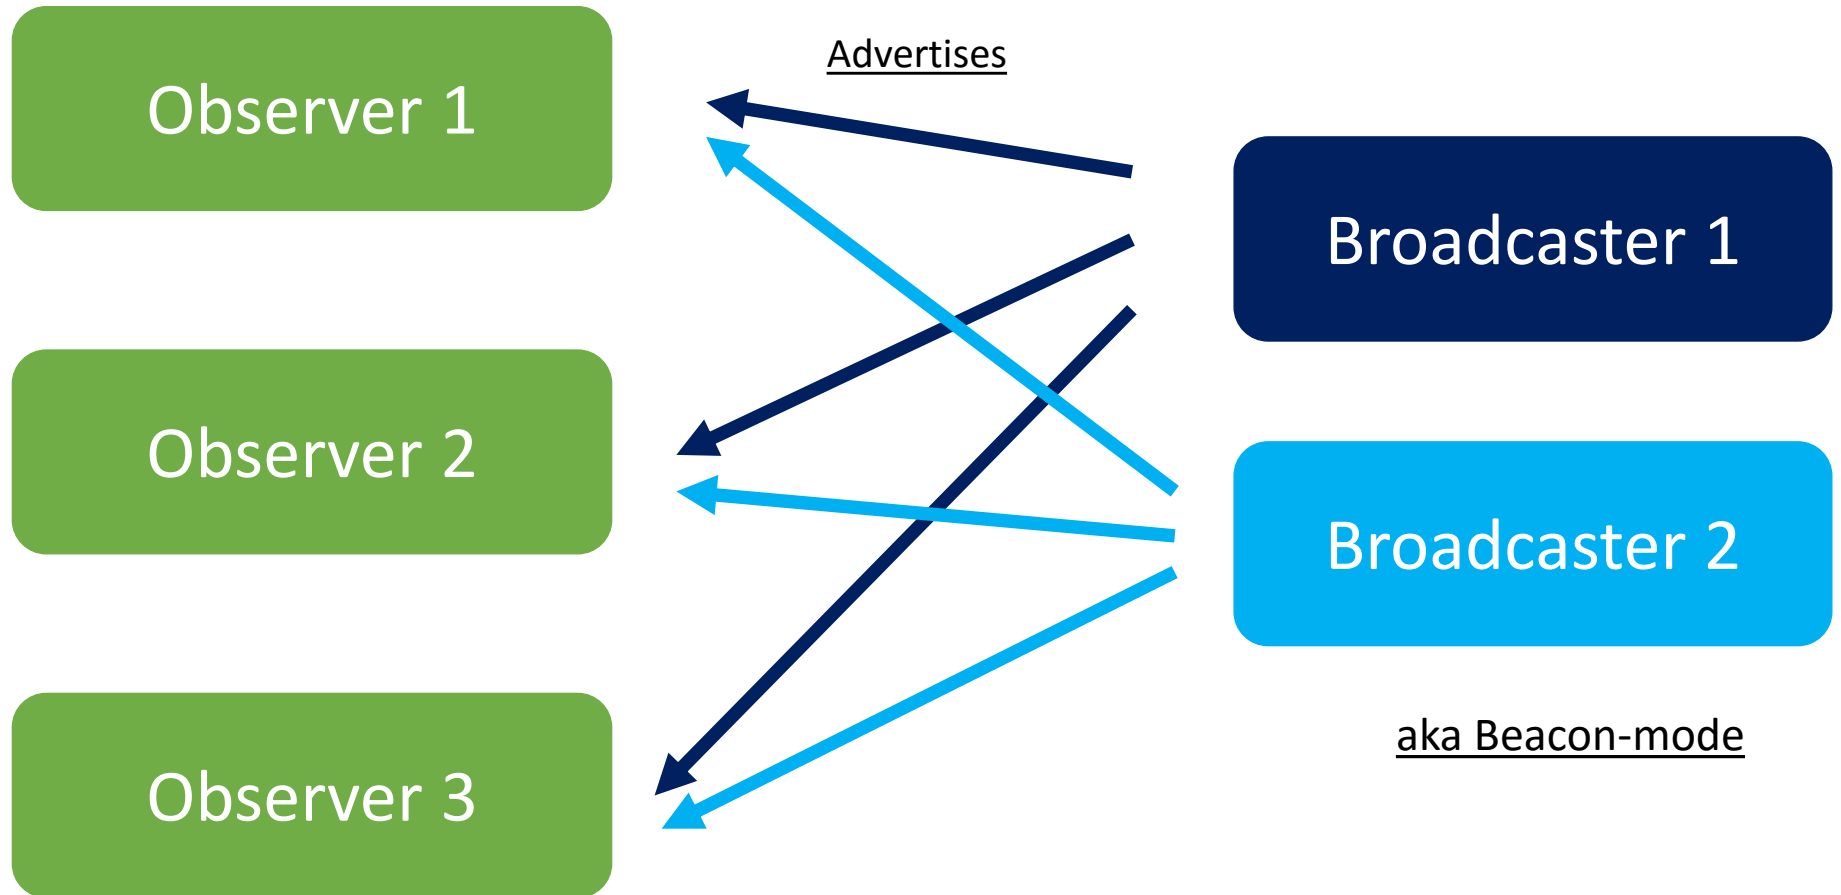 Observer 1
Advertises
Broadcaster 1
Observer 2
Broadcaster 2
aka Beacon-mode
Observer 3